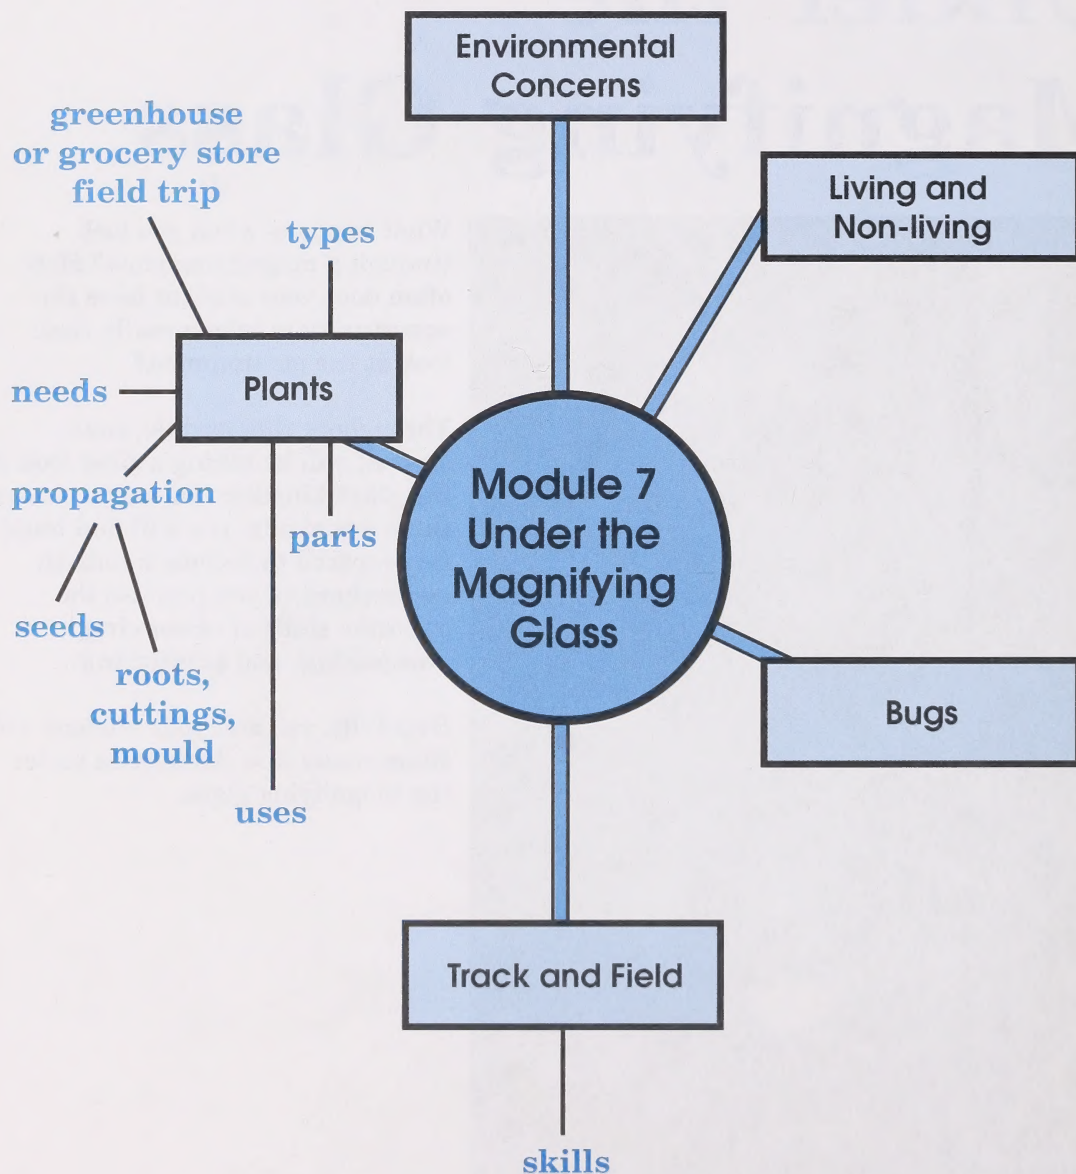 Environmental
Concerns
greenhouse
or grocery store
field trip
types
Living and
Non-living
needs
Plants
propagation
parts
seeds
roots,
cuttings,
mould
uses
Module 7
Under the
Magnifying
Glass
Bugs
Track and Field
skills